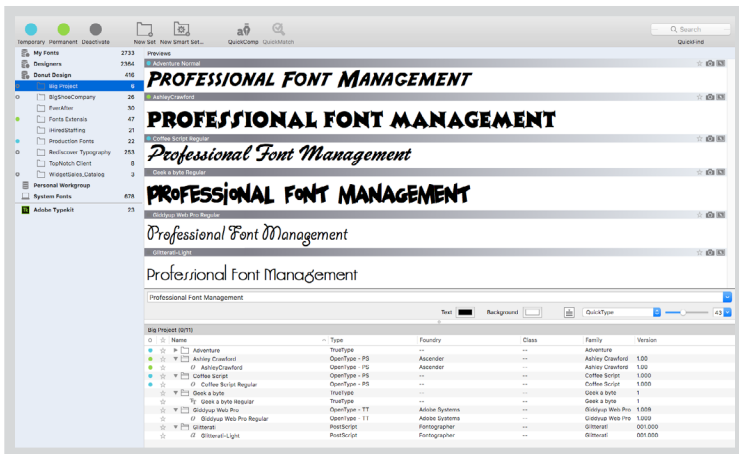 Temporary Permanent Deactivate New Set New Smart Set... QuickComp QuickMatch Search QuickFind
My Fonts 2733
Designers 2384
Donut Design 416
Big Project 6
BigShoeCompany 26
EverAfter 30
Fonts Extensis 47
iHiredStaffing 21
Production Fonts 22
Rediscover Typography 253
TopNotch Client 8
WidgetSales_Catalog 3
Personal Workgroup
System Fonts 678
Adobe Typekit 23
Previews
Adventure Normal
Professional Font Management
AshleyCrawford
PROFESSIONAL FONT MANAGEMENT
Coffee Script Regular
Professional Font Management
Geek a byte Regular
PROFESSiONAL FONT MANAGEMENT
Giddyup Web Pro Regular
Professional Font Management
Glitterati-Light
Professional Font Management
Professional Font Management
Text Background QuickType 43
Big Project (0/11)
Name Type Foundry Class Family Version
Adventure TrueType -- -- Adventure
Ashley Crawford OpenType - PS Ascender -- Ashley Crawford 1.00
AshleyCrawford OpenType - PS Ascender -- Ashley Crawford 1.00
Coffee Script OpenType - PS -- -- Coffee Script 1.000
Coffee Script Regular OpenType - PS -- -- Coffee Script 1.000
Geek a byte TrueType -- -- Geek a byte 1
Geek a byte Regular TrueType -- -- Geek a byte 1
Giddyup Web Pro OpenType - TT Adobe Systems -- Giddyup Web Pro 1.009
Giddyup Web Pro Regular OpenType - TT Adobe Systems -- Giddyup Web Pro 1.009
Glitterati PostScript Fontographer -- Glitterati 001.000
Glitterati-Light PostScript Fontographer -- Glitterati 001.000